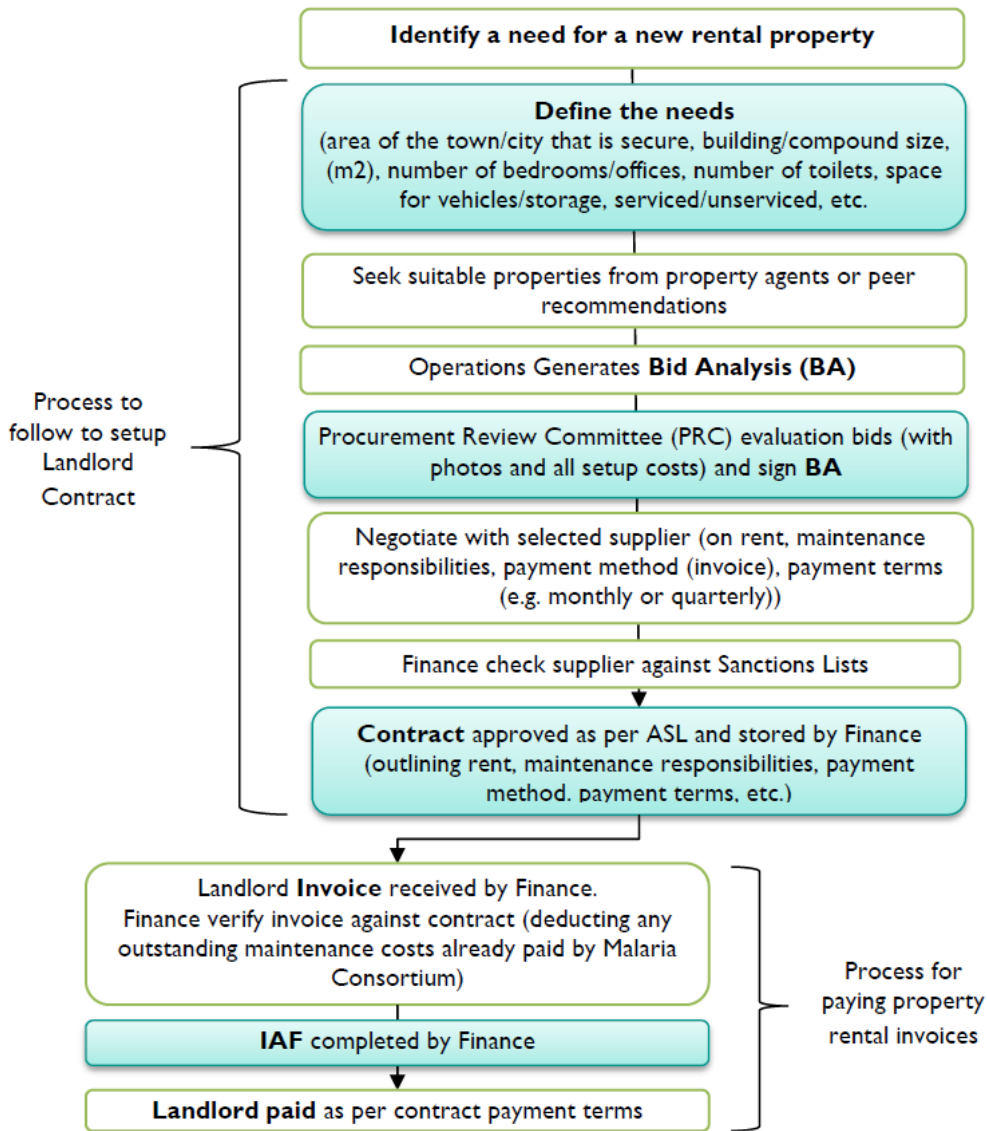 Identify a need for a new rental property
Define the needs
(area of the town/city that is secure, building/compound size,
(m2), number of bedrooms/offices, number of toilets, space
for vehicles/storage, serviced/unserviced, etc.
Seek suitable properties from property agents or peer
recommendations
Operations Generates Bid Analysis (BA)
Process to
follow to setup
Landlord
Contract
Procurement Review Committee (PRC) evaluation bids (with
photos and all setup costs) and sign BA
Negotiate with selected supplier (on rent, maintenance
responsibilities, payment method (invoice), payment terms
(e.g. monthly or quarterly))
Finance check supplier against Sanctions Lists
Contract approved as per ASL and stored by Finance
(outlining rent, maintenance responsibilities, payment
method, payment terms, etc.)
Landlord Invoice received by Finance.
Finance verify invoice against contract (deducting any
outstanding maintenance costs already paid by Malaria
Consortium)
Process for
paying property
rental invoices
IAF completed by Finance
Landlord paid as per contract payment terms